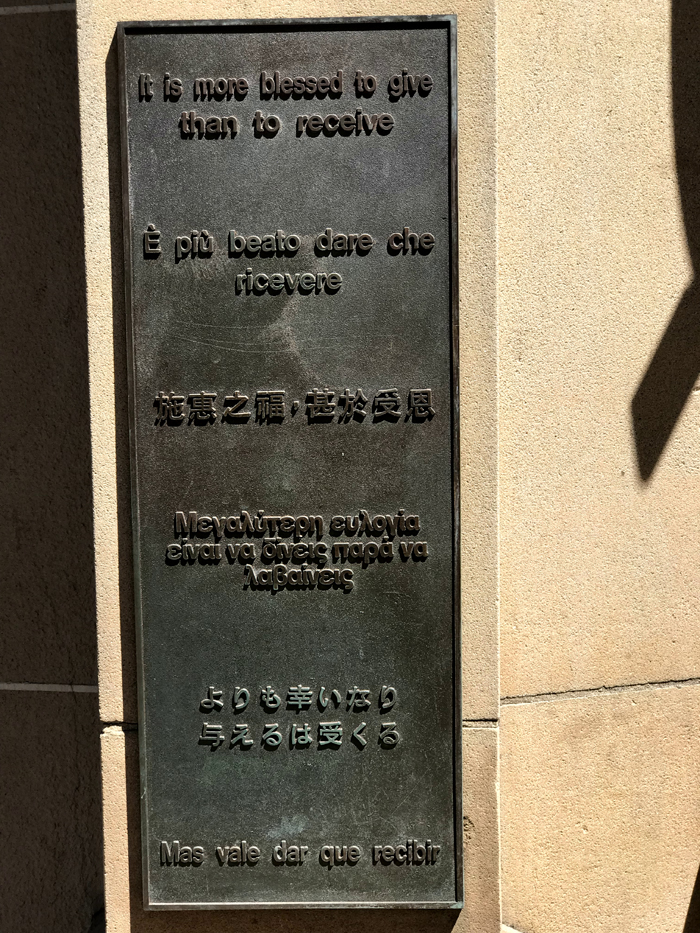 It is more blessed to give
than to receive
È più beato dare che
ricevere
施惠之福,甚於受恩
Μεγαλύτερη ευλογία
είναι να δίνεις παρά να
λαβαίνεις
よりも幸いなり
与えるは受くる
Mas vale dar que recibir